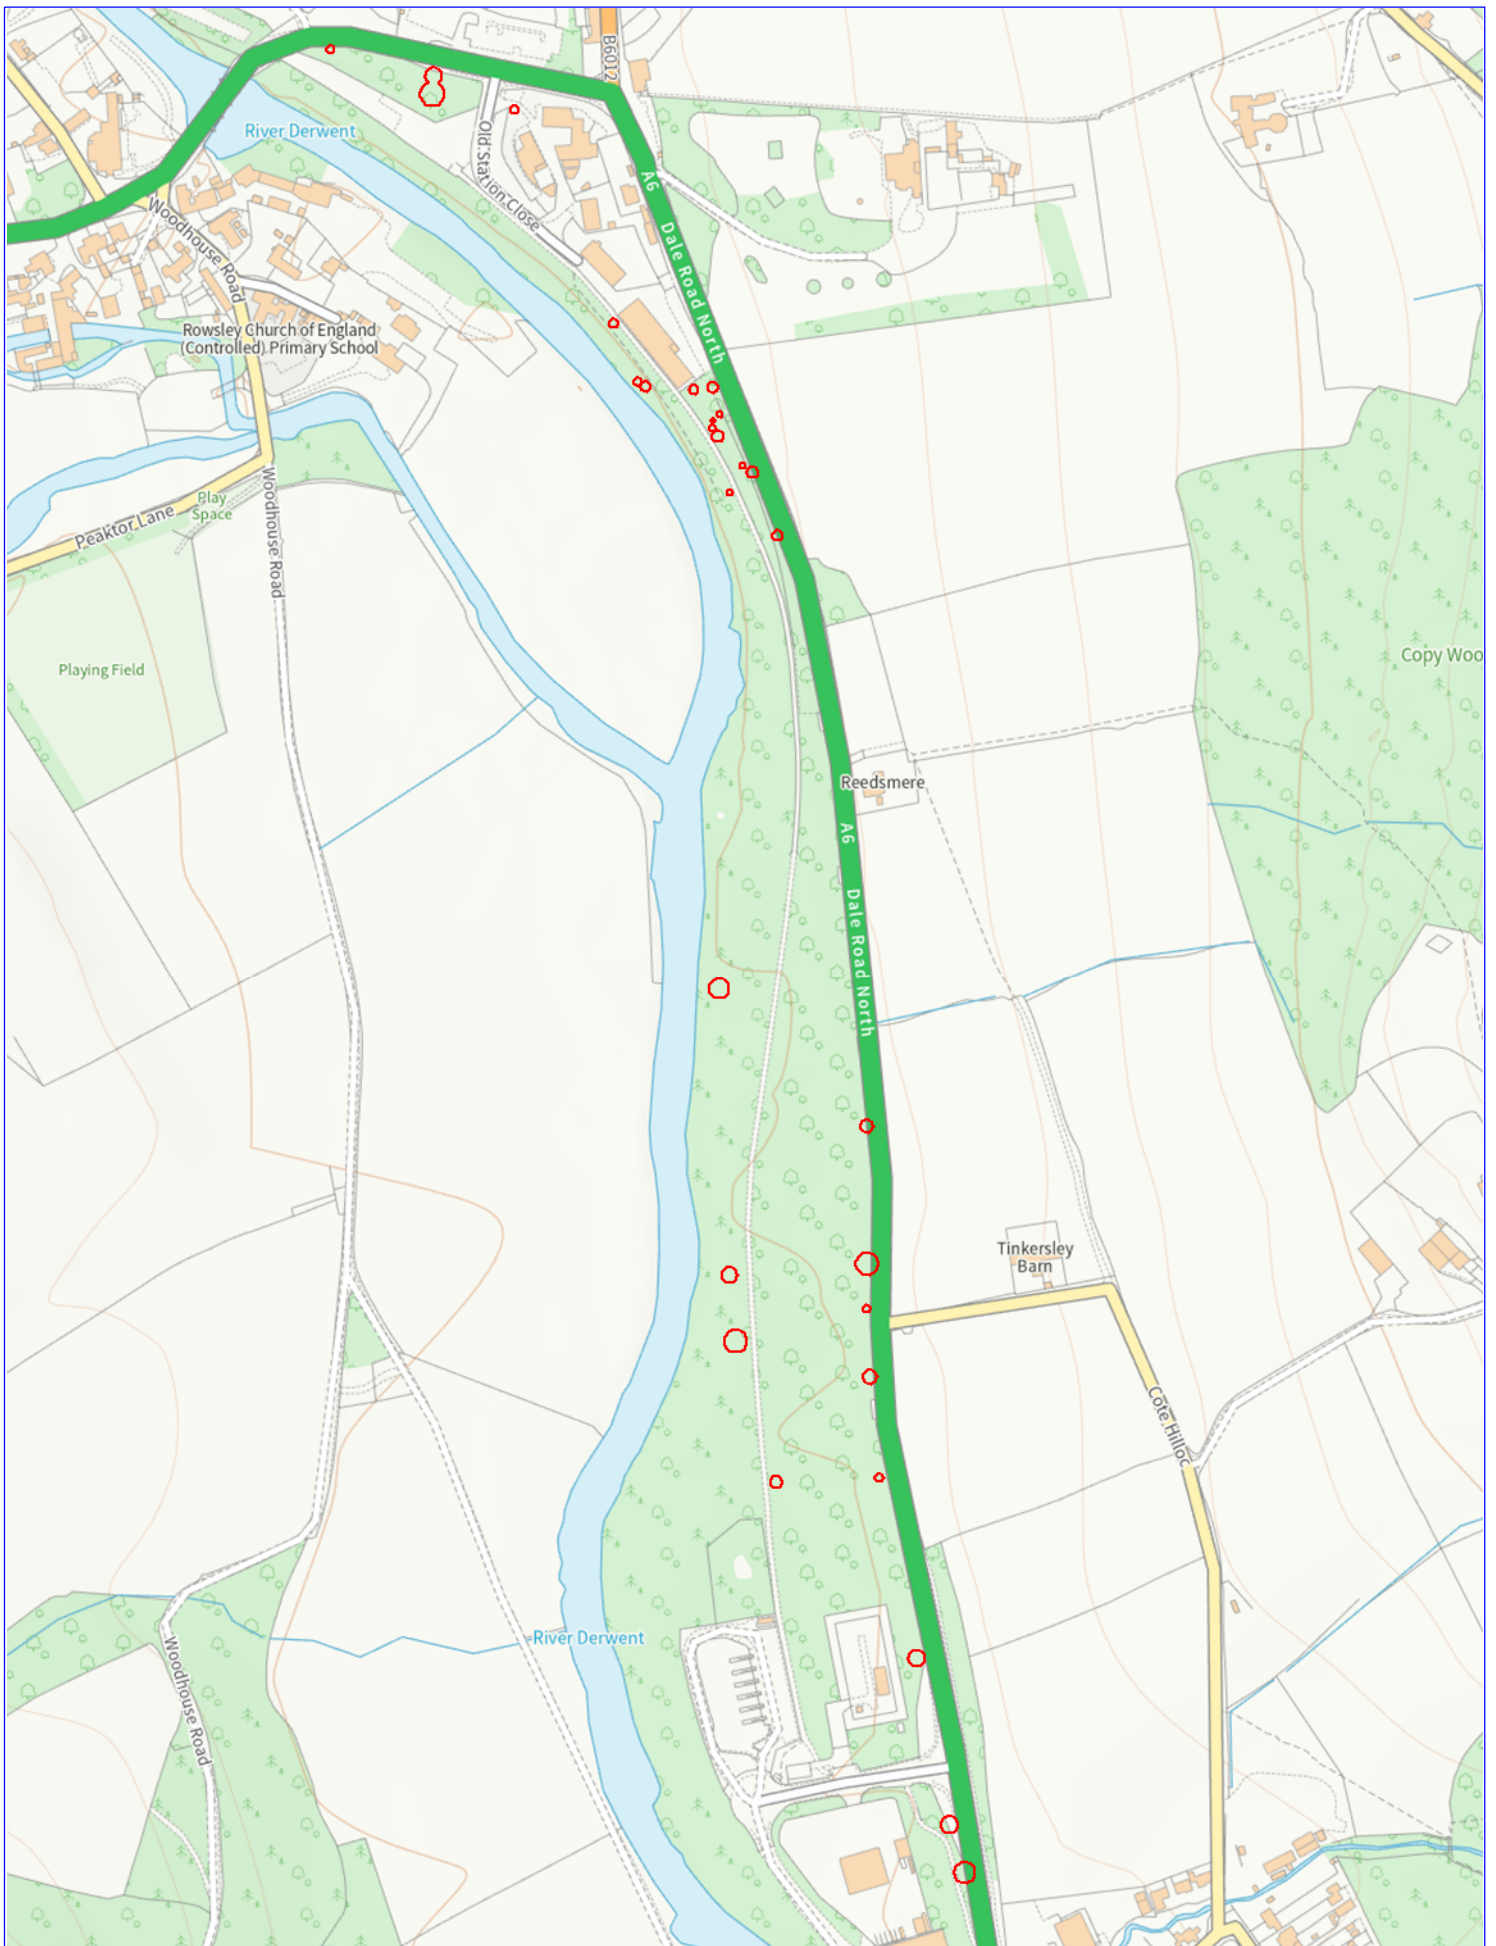 B6012
River Derwent
Old Station Close
A6
Woodhouse Road
Dale Road North
Rowsley Church of England
(Controlled) Primary School
Play
Space
Peaktor Lane
Woodhouse Road
Playing Field
Copy Woo
Reedsmere
A6
Dale Road North
Tinkersley
Barn
Cote Hilloc
River Derwent
Woodhouse Road